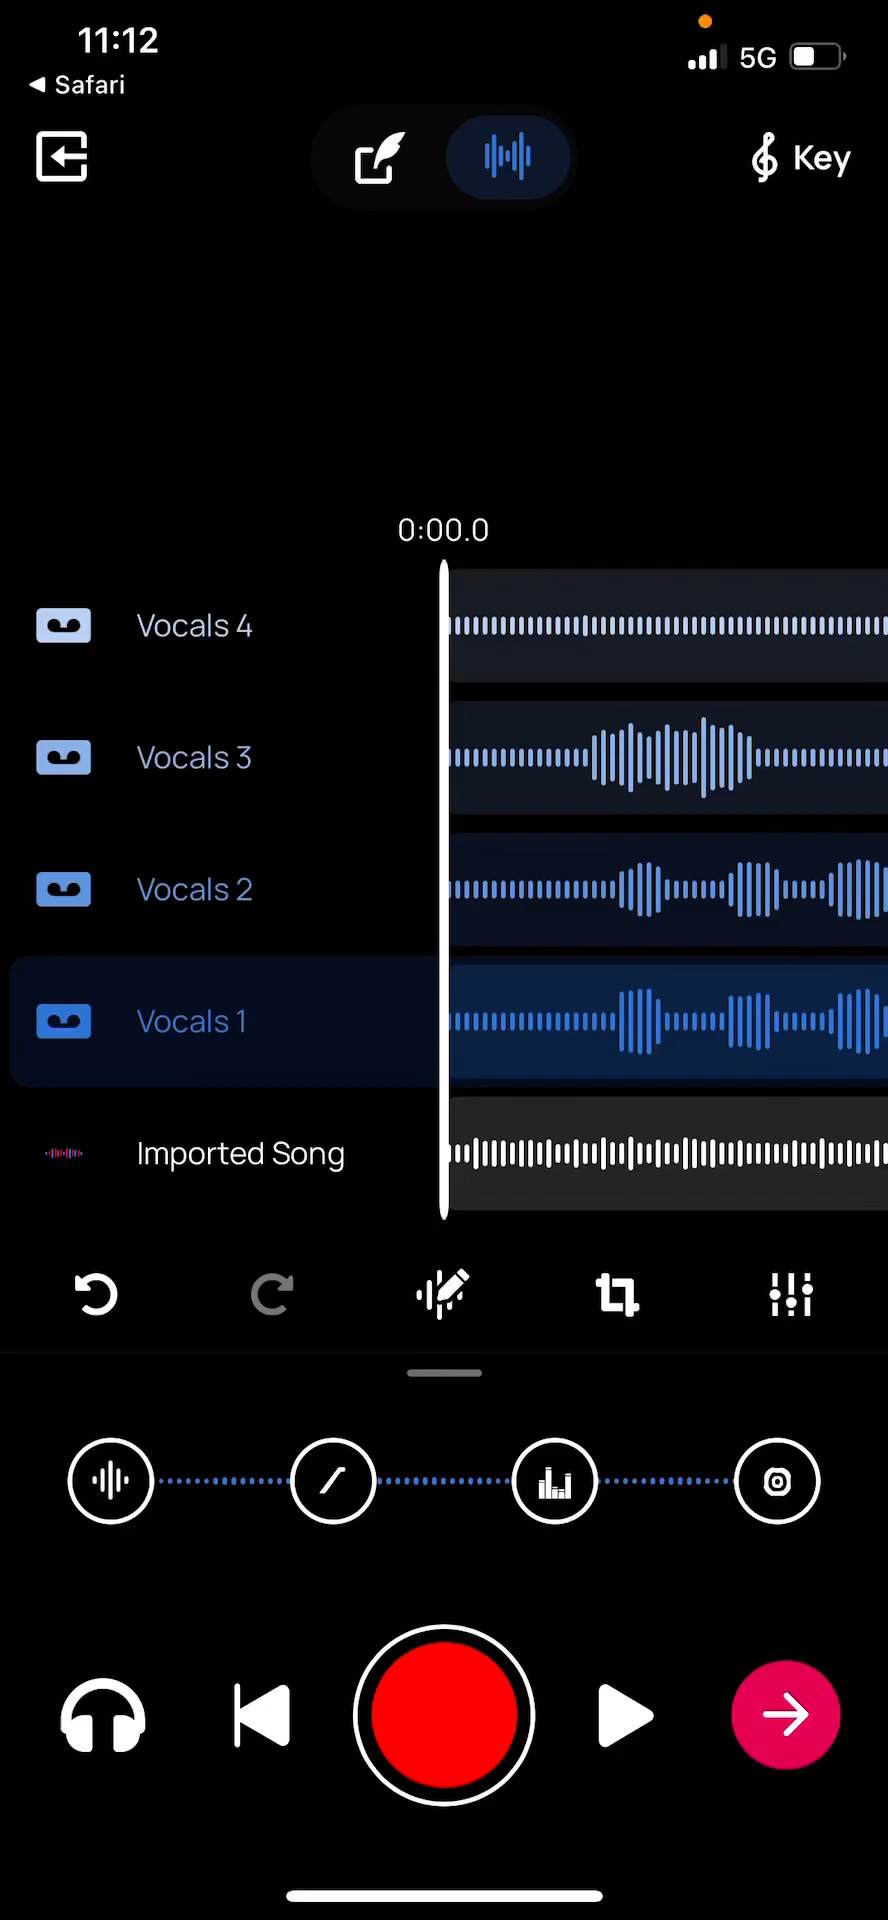 11:12
5G
Safari
Key
0:00.0
Vocals 4
Vocals 3
Vocals 2
Vocals 1
Imported Song